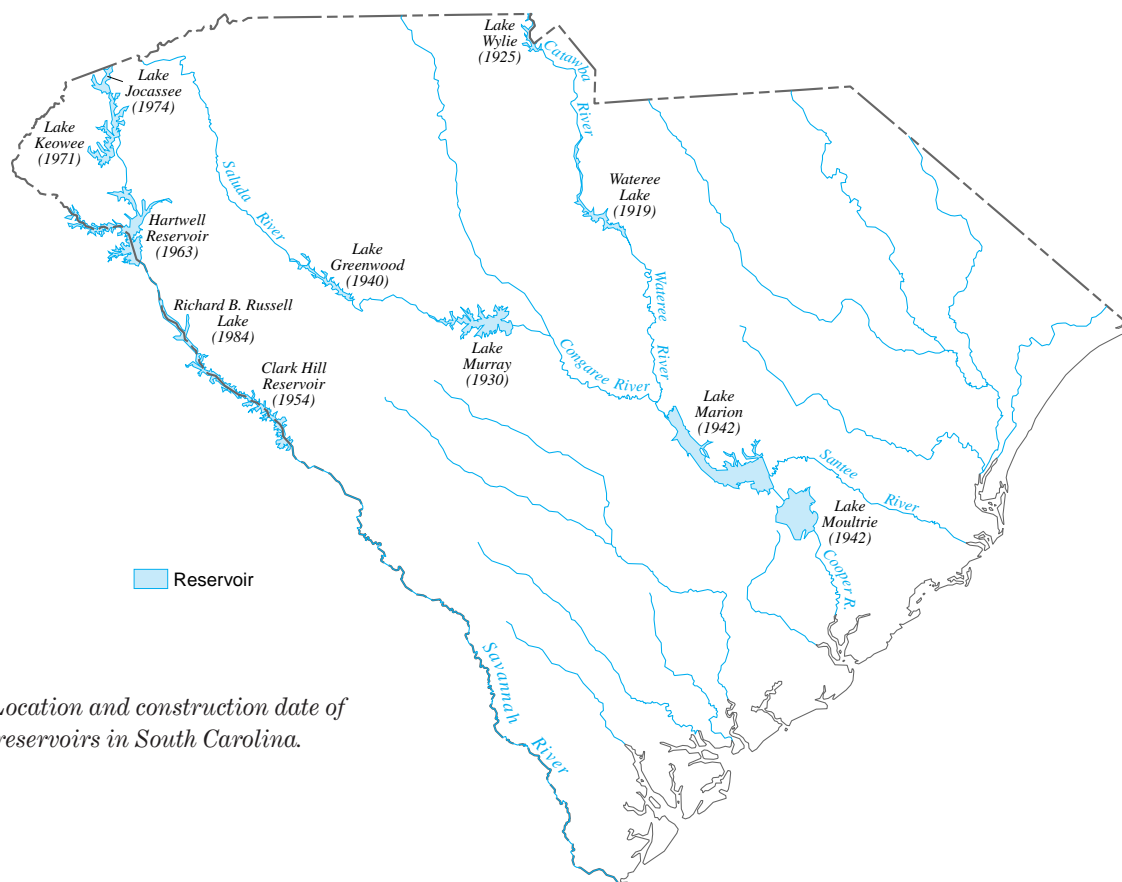 Lake
Wylie
(1925)
Catawba
River
Lake
Jocassee
(1974)
Lake
Keowee
(1971)
Saluda River
Wateree
Lake
(1919)
Hartwell
Reservoir
(1963)
Lake
Greenwood
(1940)
Wateree
River
Richard B. Russell
Lake
(1984)
Lake
Murray
(1930)
Congaree River
Clark Hill
Reservoir
(1954)
Lake
Marion
(1942)
Santee
River
Lake
Moultrie
(1942)
Cooper R.
Reservoir
Savannah
River
Location and construction date of
reservoirs in South Carolina.